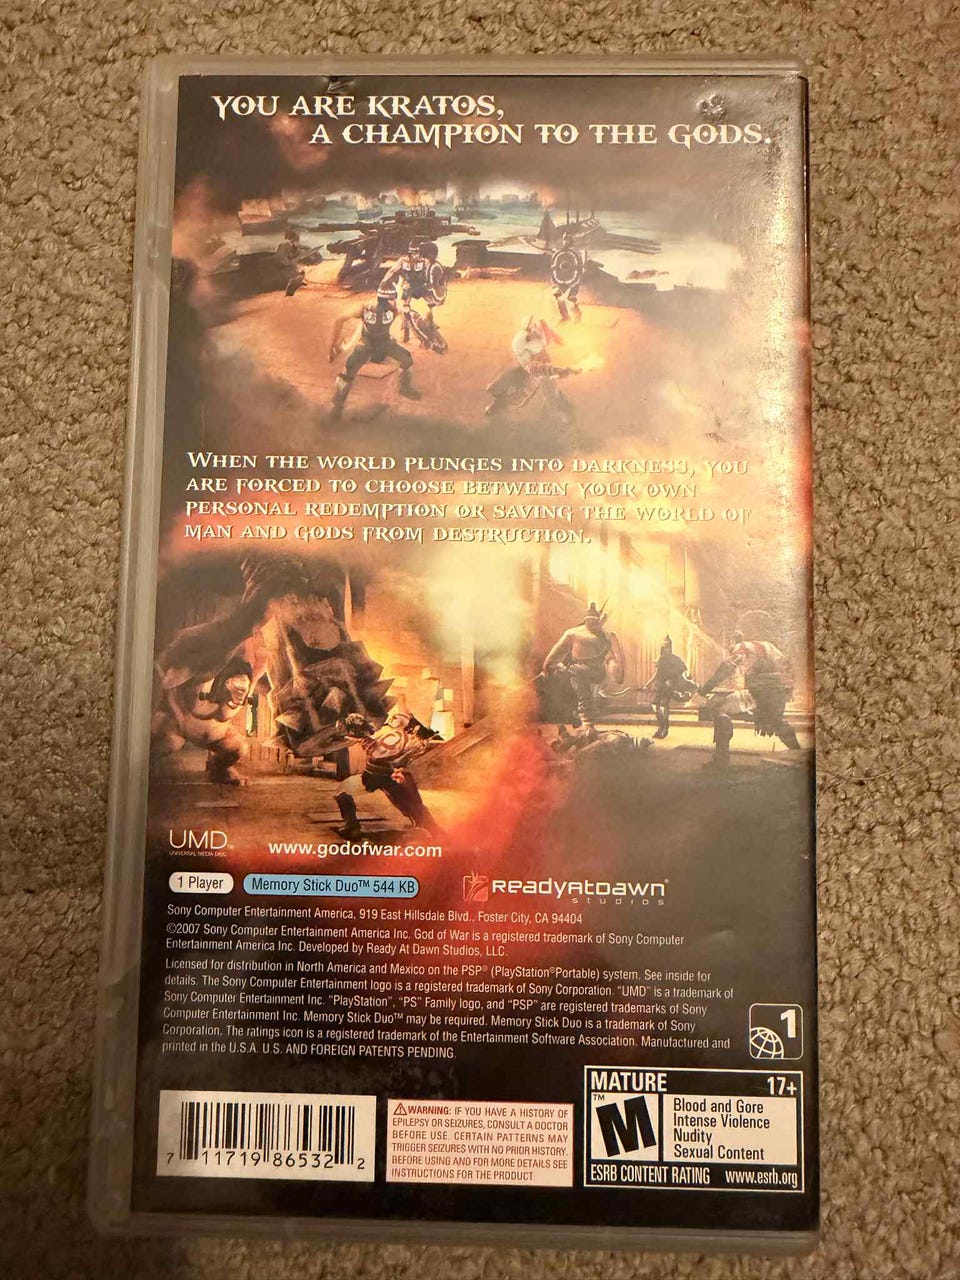 YOU ARE KRATOS,
A CHAMPION TO THE GODS.
WHEN THE WORLD PLUNGES INTO DARKNESS, YOU
ARE FORCED TO CHOOSE BETWEEN YOUR OWN
PERSONAL REDEMPTION OR SAVING THE WORLD OF
MAN AND GODS FROM DESTRUCTION.
UMD™
UNIVERSAL MEDIA DISC
www.godofwar.com
1 Player
Memory Stick Duo™ 544 KB
ReadyAtDawn®
studios
Sony Computer Entertainment America, 919 East Hillsdale Blvd., Foster City, CA 94404
©2007 Sony Computer Entertainment America Inc. God of War is a registered trademark of Sony Computer
Entertainment America Inc. Developed by Ready At Dawn Studios, LLC.
Licensed for distribution in North America and Mexico on the PSP® (PlayStation®Portable) system. See inside for
details. The Sony Computer Entertainment logo is a registered trademark of Sony Corporation. "UMD" is a trademark of
Sony Computer Entertainment Inc. "PlayStation", "PS" Family logo, and "PSP" are registered trademarks of Sony
Computer Entertainment Inc. Memory Stick Duo™ may be required. Memory Stick Duo is a trademark of Sony
Corporation. The ratings icon is a registered trademark of the Entertainment Software Association. Manufactured and
printed in the U.S.A. U.S. AND FOREIGN PATENTS PENDING.
1
7 11719 86532 2
WARNING: IF YOU HAVE A HISTORY OF
EPILEPSY OR SEIZURES, CONSULT A DOCTOR
BEFORE USE. CERTAIN PATTERNS MAY
TRIGGER SEIZURES WITH NO PRIOR HISTORY.
BEFORE USING AND FOR MORE DETAILS SEE
INSTRUCTIONS FOR THE PRODUCT
MATURE 17+
™
M
Blood and Gore
Intense Violence
Nudity
Sexual Content
ESRB CONTENT RATING www.esrb.org